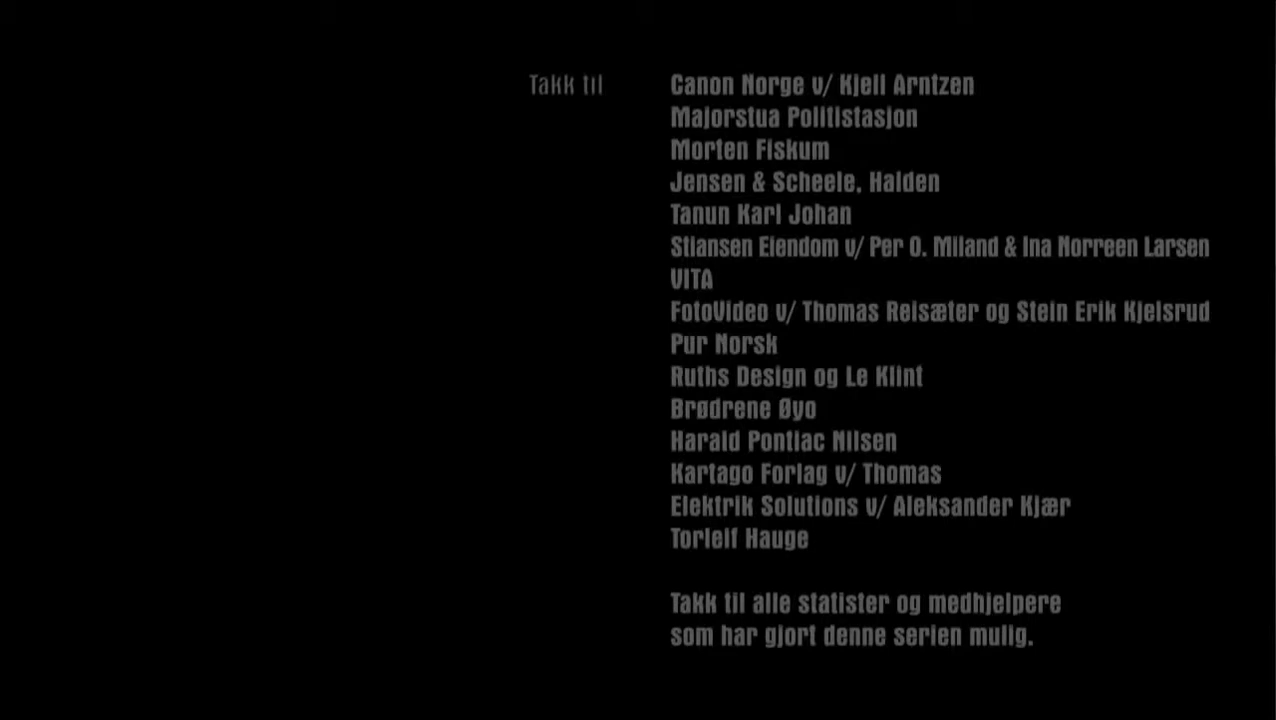 Takk til Canon Norge v/ Kjell Arntzen
Majorstua Politistasjon
Morten Fiskum
Jensen & Scheele, Halden
Tanun Karl Johan
Stiansen Eiendom v/ Per O. Miland & Ina Norreen Larsen
VITA
FotoVideo v/ Thomas Reisæter og Stein Erik Kjelsrud
Pur Norsk
Ruths Design og Le Klint
Brødrene Øyo
Harald Pontiac Nilsen
Kartago Forlag v/ Thomas
Elektrik Solutions v/ Aleksander Kjær
Torleif Hauge
Takk til alle statister og medhjelpere
som har gjort denne serien mulig.